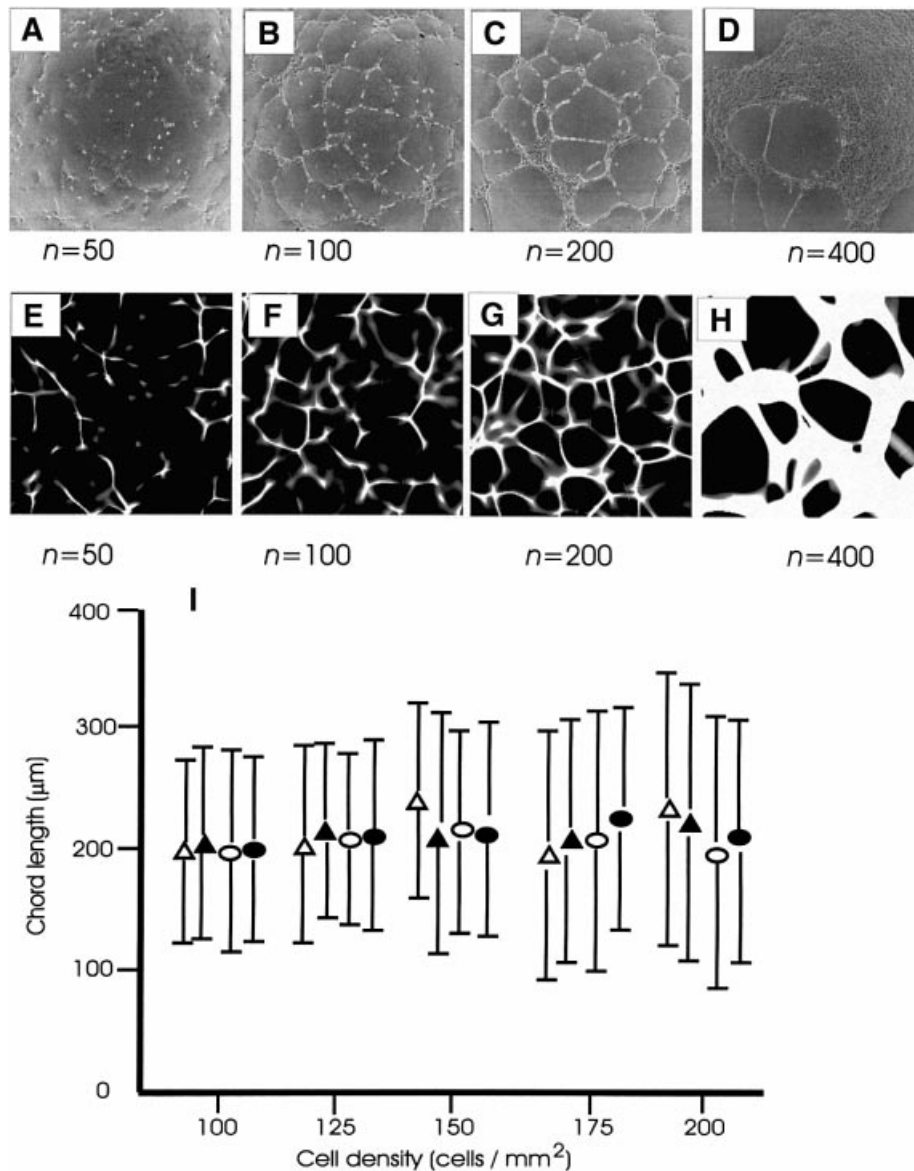 A B C D
n=50 n=100 n=200 n=400
E F G H
n=50 n=100 n=200 n=400
I
400
300
200
100
0
Chord length (μm)
100 125 150 175 200
Cell density (cells / mm²)